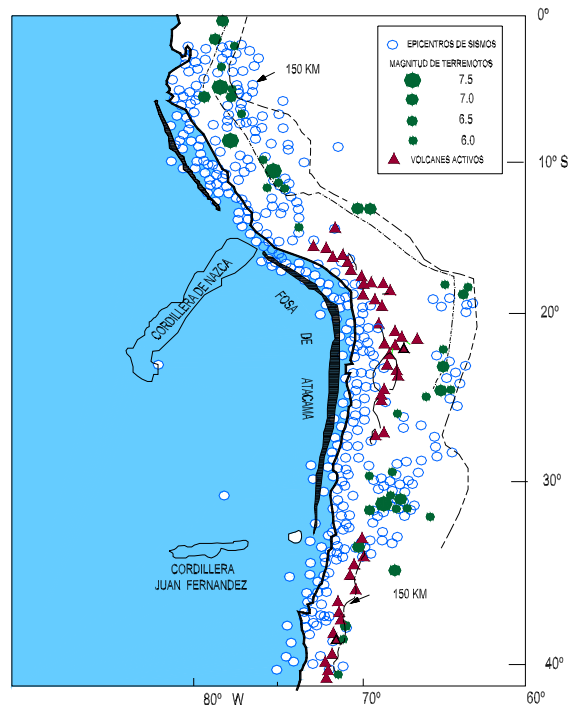 0º
EPICENTROS DE SISMOS
MAGNITUD DE TERREMOTOS
7.5
7.0
6.5
6.0
VOLCANES ACTIVOS
150 KM
10º S
CORDILLERA DE NAZCA
FOSA
DE
ATACAMA
20º
30º
CORDILLERA
JUAN FERNANDEZ
150 KM
40º
80º W
70º
60º